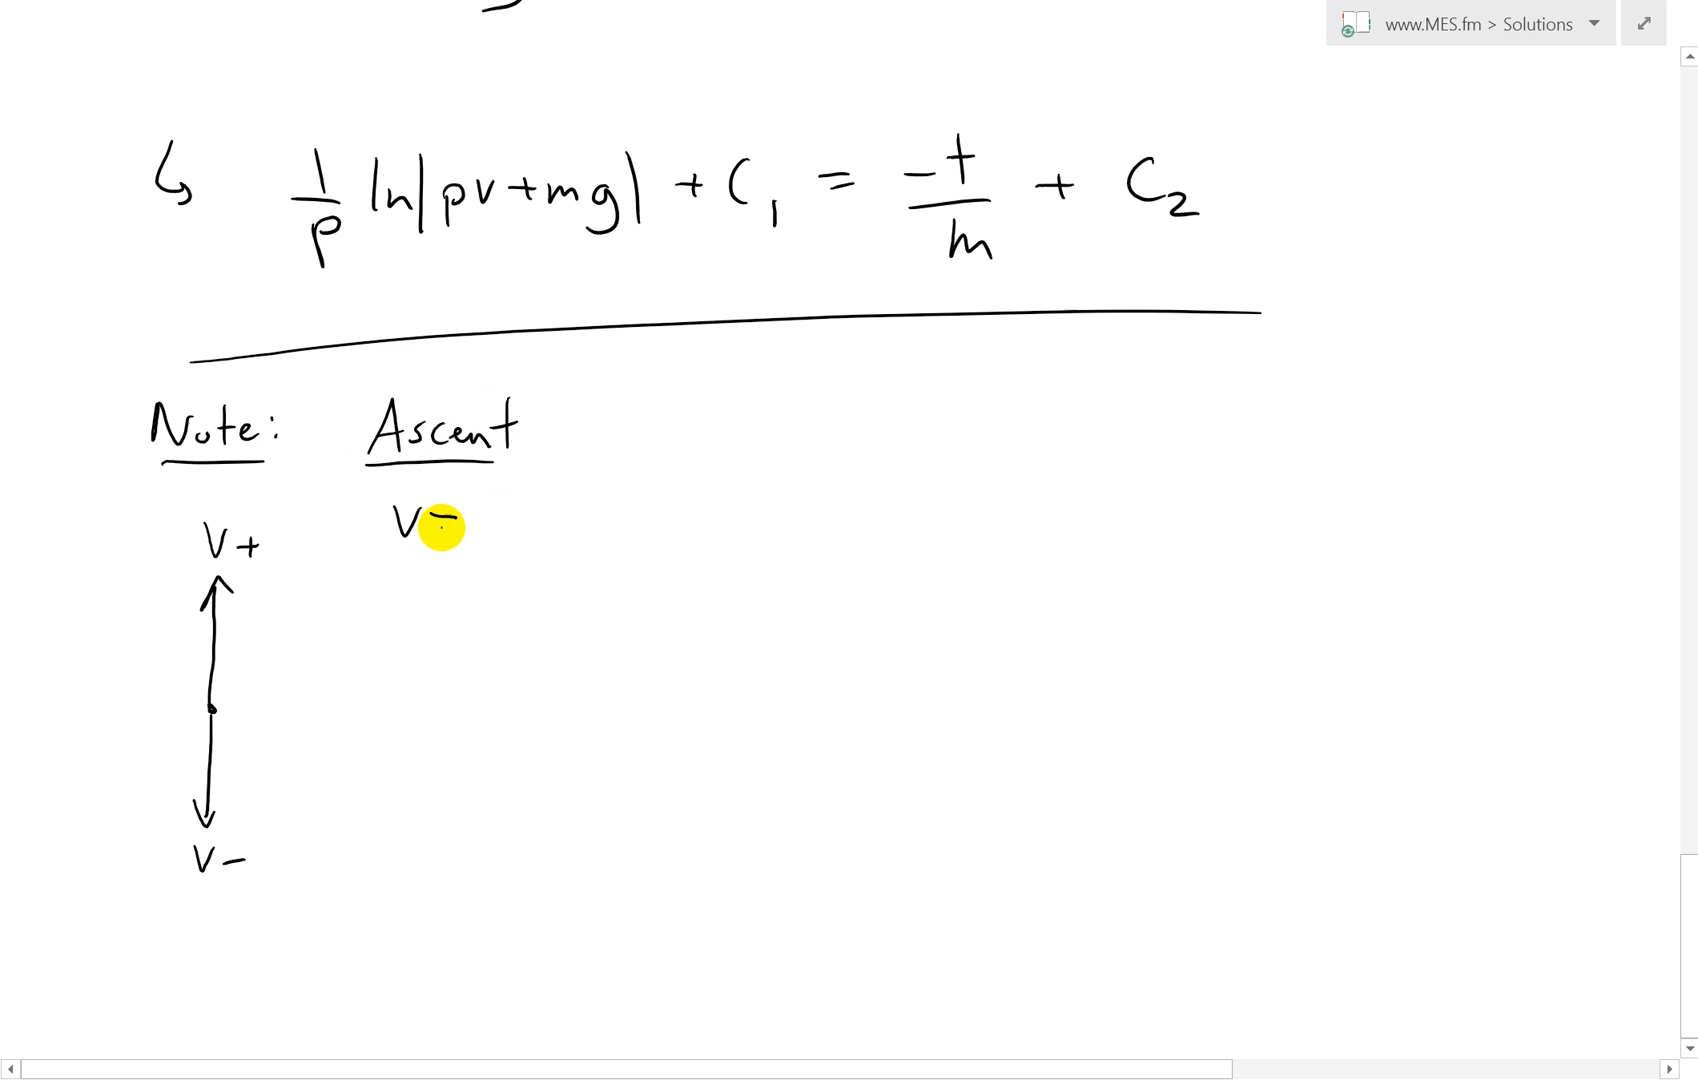 www.MES.fm > Solutions
↳ 1/p ln|pv+mg| + C₁ = -t/m + C₂
Note: Ascent
V+
V=
V-